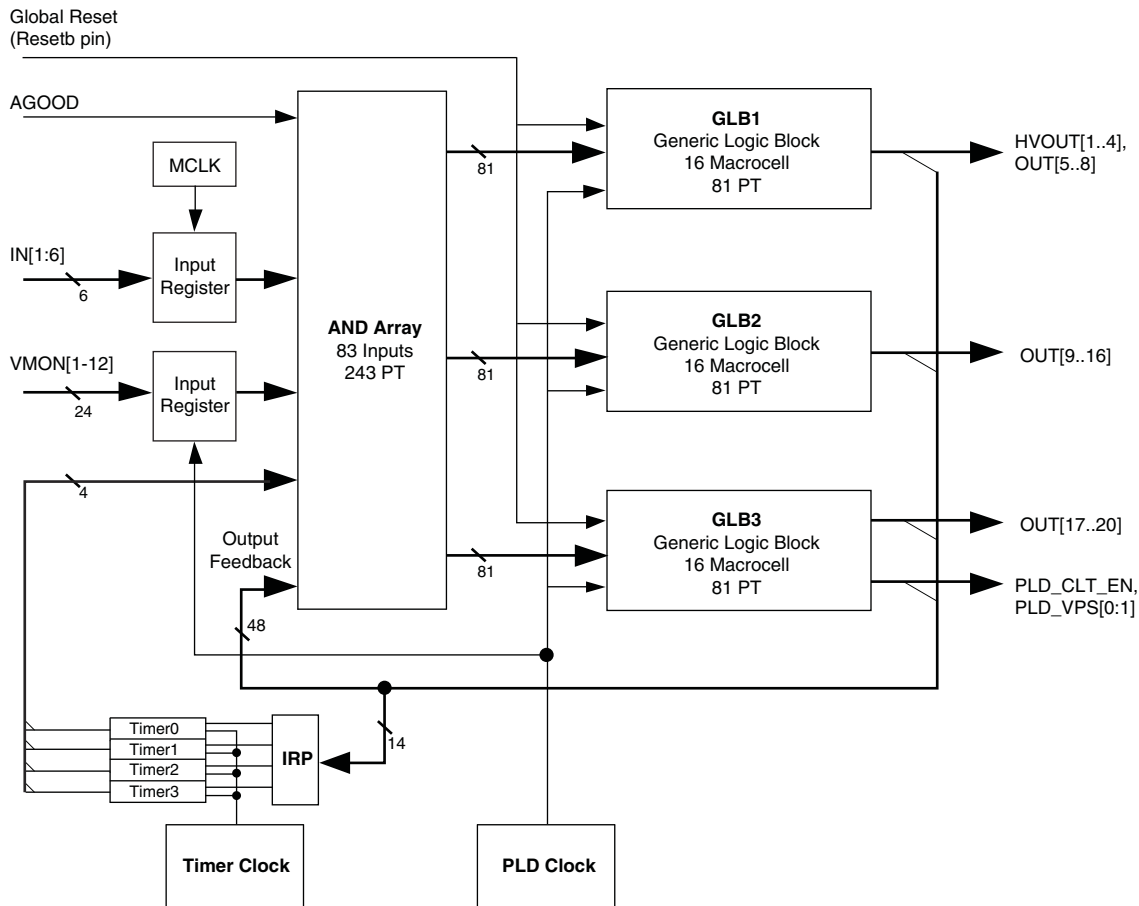 Global Reset
(Resetb pin)
AGOOD
MCLK
IN[1:6]
6
Input
Register
VMON[1-12]
24
Input
Register
4
Output
Feedback
48
AND Array
83 Inputs
243 PT
81
81
81
GLB1
Generic Logic Block
16 Macrocell
81 PT
HVOUT[1..4],
OUT[5..8]
GLB2
Generic Logic Block
16 Macrocell
81 PT
OUT[9..16]
GLB3
Generic Logic Block
16 Macrocell
81 PT
OUT[17..20]
PLD_CLT_EN,
PLD_VPS[0:1]
14
Timer0
Timer1
Timer2
Timer3
IRP
Timer Clock
PLD Clock